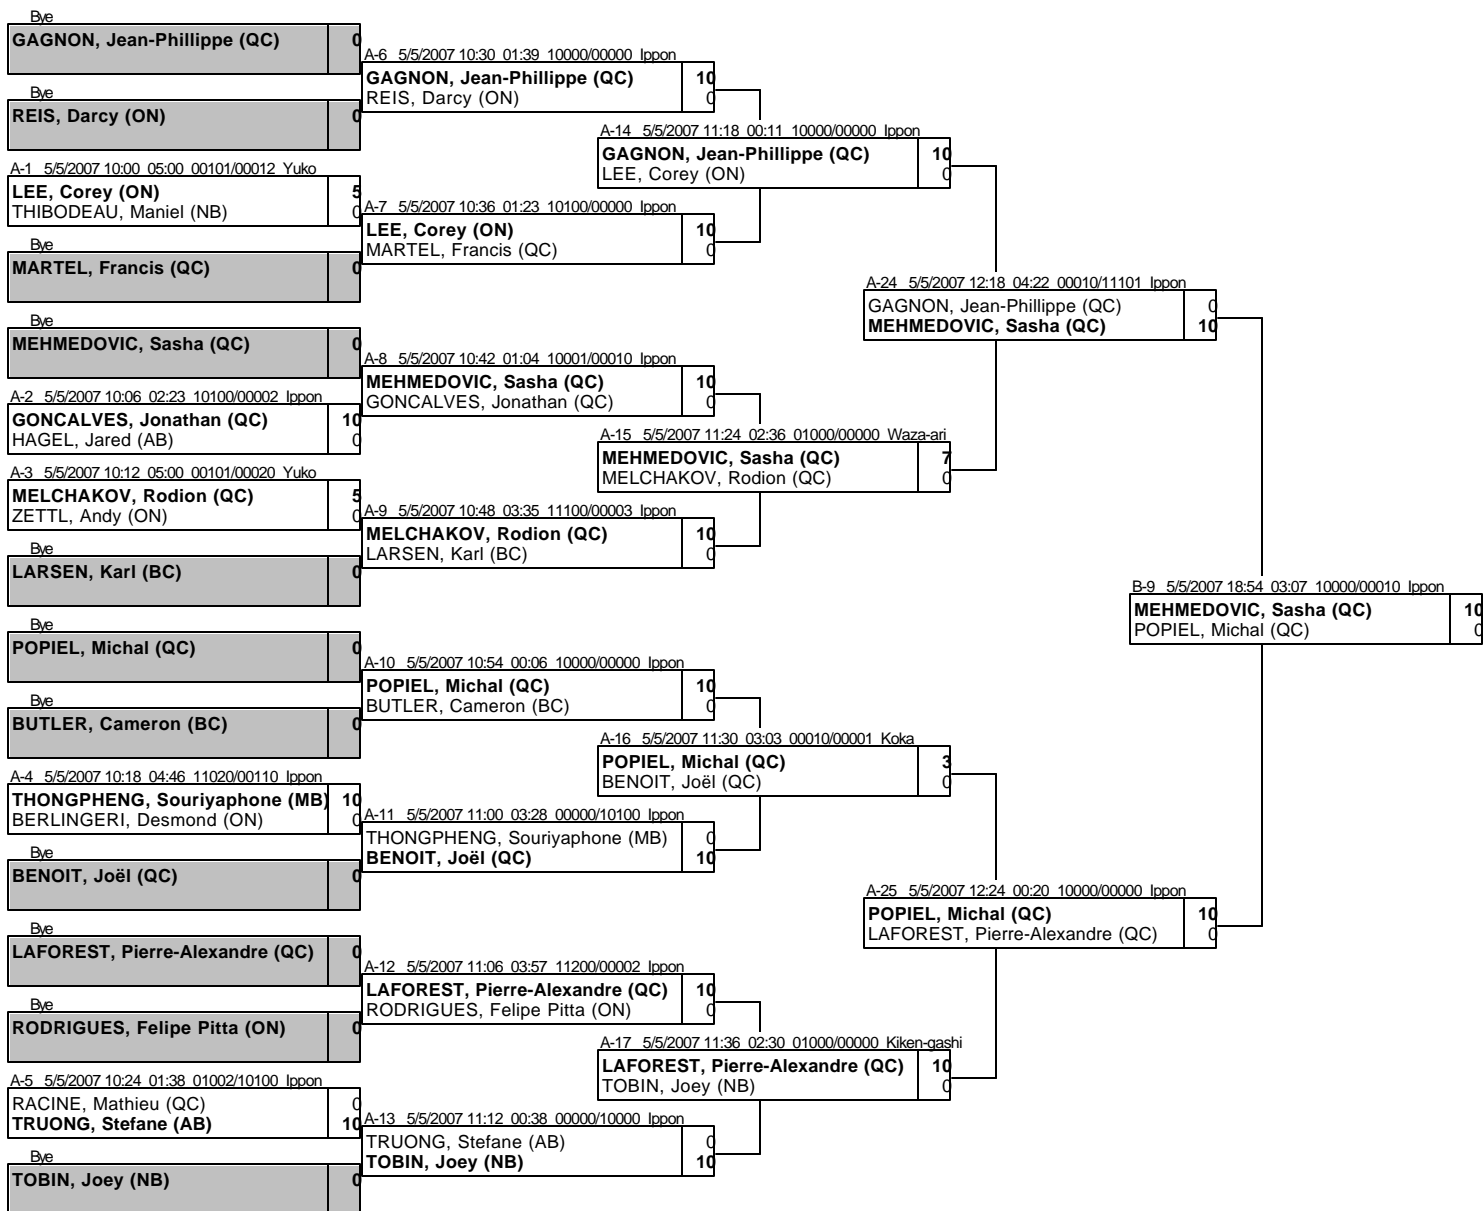 Bye
GAGNON, Jean-Phillippe (QC) 0
Bye
REIS, Darcy (ON) 0
A-1 5/5/2007 10:00 05:00 00101/00012 Yuko
LEE, Corey (ON) 5
THIBODEAU, Maniel (NB) 0
Bye
MARTEL, Francis (QC) 0
Bye
MEHMEDOVIC, Sasha (QC) 0
A-2 5/5/2007 10:06 02:23 10100/00002 Ippon
GONCALVES, Jonathan (QC) 10
HAGEL, Jared (AB) 0
A-3 5/5/2007 10:12 05:00 00101/00020 Yuko
MELCHAKOV, Rodion (QC) 5
ZETTL, Andy (ON) 0
Bye
LARSEN, Karl (BC) 0
Bye
POPIEL, Michal (QC) 0
Bye
BUTLER, Cameron (BC) 0
A-4 5/5/2007 10:18 04:46 11020/00110 Ippon
THONGPHENG, Souriyaphone (MB) 10
BERLINGERI, Desmond (ON) 0
Bye
BENOIT, Joël (QC) 0
Bye
LAFOREST, Pierre-Alexandre (QC) 0
Bye
RODRIGUES, Felipe Pitta (ON) 0
A-5 5/5/2007 10:24 01:38 01002/10100 Ippon
RACINE, Mathieu (QC) 0
TRUONG, Stefane (AB) 10
Bye
TOBIN, Joey (NB) 0
A-6 5/5/2007 10:30 01:39 10000/00000 Ippon
GAGNON, Jean-Phillippe (QC) 10
REIS, Darcy (ON) 0
A-7 5/5/2007 10:36 01:23 10100/00000 Ippon
LEE, Corey (ON) 10
MARTEL, Francis (QC) 0
A-8 5/5/2007 10:42 01:04 10001/00010 Ippon
MEHMEDOVIC, Sasha (QC) 10
GONCALVES, Jonathan (QC) 0
A-9 5/5/2007 10:48 03:35 11100/00003 Ippon
MELCHAKOV, Rodion (QC) 10
LARSEN, Karl (BC) 0
A-10 5/5/2007 10:54 00:06 10000/00000 Ippon
POPIEL, Michal (QC) 10
BUTLER, Cameron (BC) 0
A-11 5/5/2007 11:00 03:28 00000/10100 Ippon
THONGPHENG, Souriyaphone (MB) 0
BENOIT, Joël (QC) 10
A-12 5/5/2007 11:06 03:57 11200/00002 Ippon
LAFOREST, Pierre-Alexandre (QC) 10
RODRIGUES, Felipe Pitta (ON) 0
A-13 5/5/2007 11:12 00:38 00000/10000 Ippon
TRUONG, Stefane (AB) 0
TOBIN, Joey (NB) 10
A-14 5/5/2007 11:18 00:11 10000/00000 Ippon
GAGNON, Jean-Phillippe (QC) 10
LEE, Corey (ON) 0
A-15 5/5/2007 11:24 02:36 01000/00000 Waza-ari
MEHMEDOVIC, Sasha (QC) 7
MELCHAKOV, Rodion (QC) 0
A-16 5/5/2007 11:30 03:03 00010/00001 Koka
POPIEL, Michal (QC) 3
BENOIT, Joël (QC) 0
A-17 5/5/2007 11:36 02:30 01000/00000 Kiken-gashi
LAFOREST, Pierre-Alexandre (QC) 10
TOBIN, Joey (NB) 0
A-24 5/5/2007 12:18 04:22 00010/11101 Ippon
GAGNON, Jean-Phillippe (QC) 0
MEHMEDOVIC, Sasha (QC) 10
A-25 5/5/2007 12:24 00:20 10000/00000 Ippon
POPIEL, Michal (QC) 10
LAFOREST, Pierre-Alexandre (QC) 0
B-9 5/5/2007 18:54 03:07 10000/00010 Ippon
MEHMEDOVIC, Sasha (QC) 10
POPIEL, Michal (QC) 0